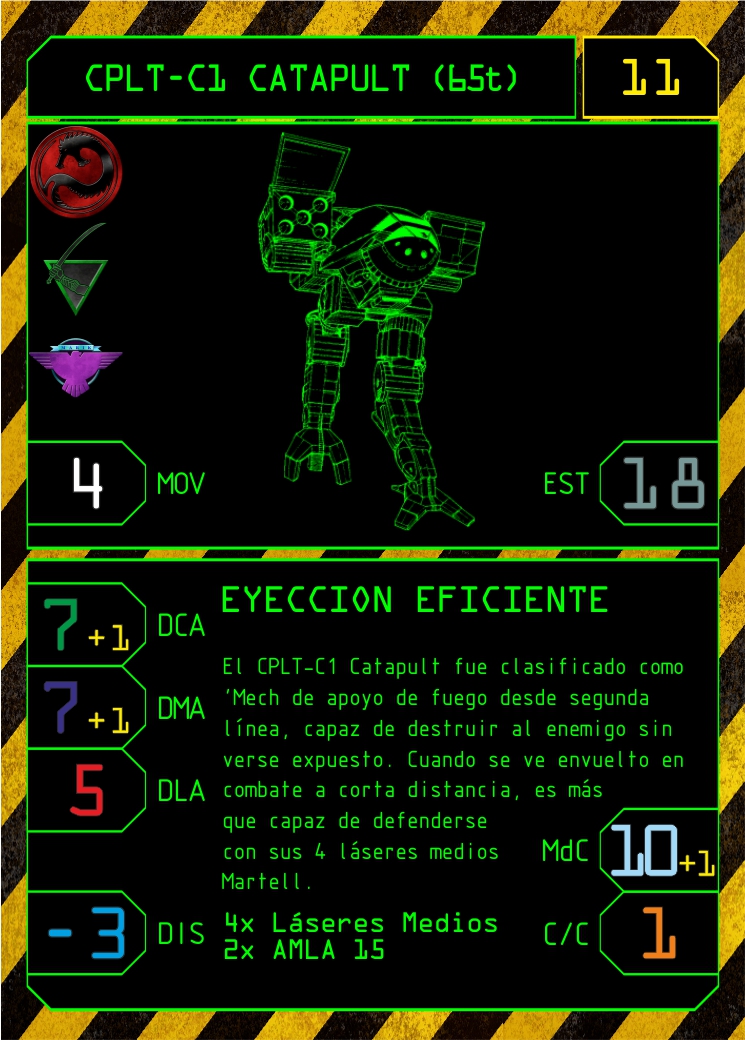 CPLT-C1 CATAPULT (65t)
11
MARIK
4 MOV
EST 18
EYECCION EFICIENTE
7 +1 DCA
7 +1 DMA
5 DLA
El CPLT-C1 Catapult fue clasificado como
'Mech de apoyo de fuego desde segunda
línea, capaz de destruir al enemigo sin
verse expuesto. Cuando se ve envuelto en
combate a corta distancia, es más
que capaz de defenderse
con sus 4 láseres medios
Martell.
MdC 10+1
-3 DIS
4x Láseres Medios
2x AMLA 15
C/C 1